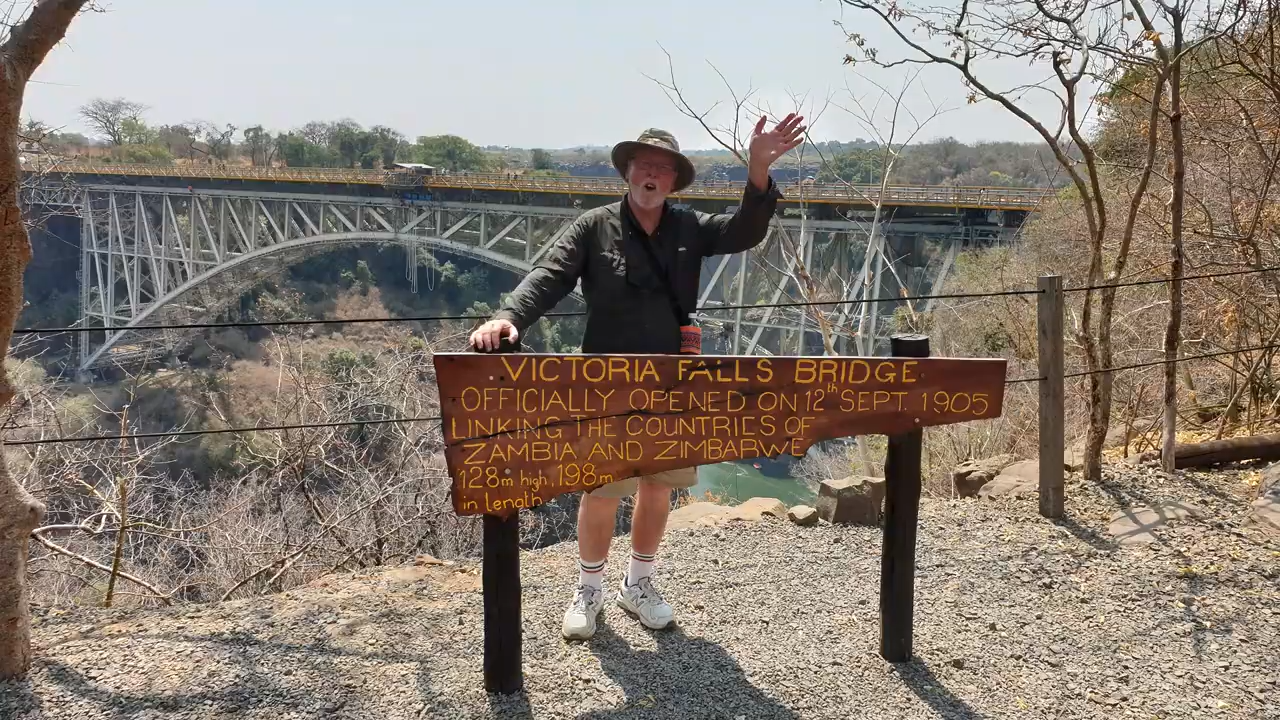 VICTORIA FALLS BRIDGE
OFFICIALLY OPENED ON 12th SEPT. 1905
LINKING THE COUNTRIES OF
ZAMBIA AND ZIMBARWE
128m high, 198m
in length